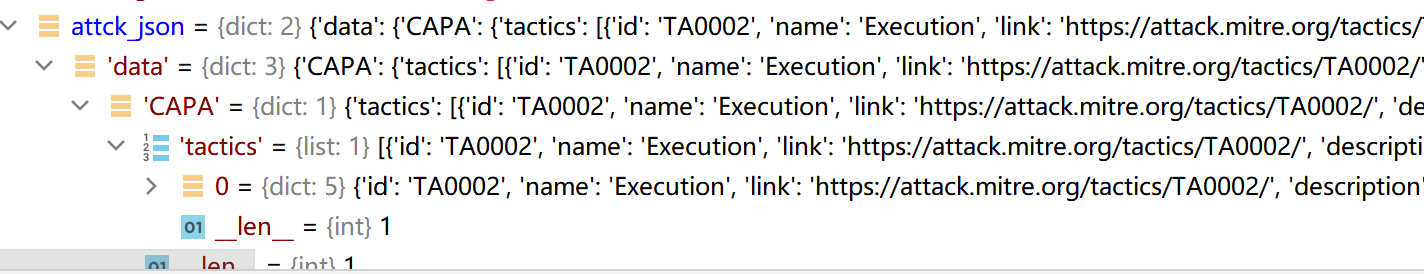 attck_json = {dict: 2} {'data': {'CAPA': {'tactics': [{'id': 'TA0002', 'name': 'Execution', 'link': 'https://attack.mitre.org/tactics/
'data' = {dict: 3} {'CAPA': {'tactics': [{'id': 'TA0002', 'name': 'Execution', 'link': 'https://attack.mitre.org/tactics/TA0002/'
'CAPA' = {dict: 1} {'tactics': [{'id': 'TA0002', 'name': 'Execution', 'link': 'https://attack.mitre.org/tactics/TA0002/', 'des
'tactics' = {list: 1} [{'id': 'TA0002', 'name': 'Execution', 'link': 'https://attack.mitre.org/tactics/TA0002/', 'descripti
0 = {dict: 5} {'id': 'TA0002', 'name': 'Execution', 'link': 'https://attack.mitre.org/tactics/TA0002/', 'description'
01 __len__ = {int} 1
01 __len__ = {int} 1